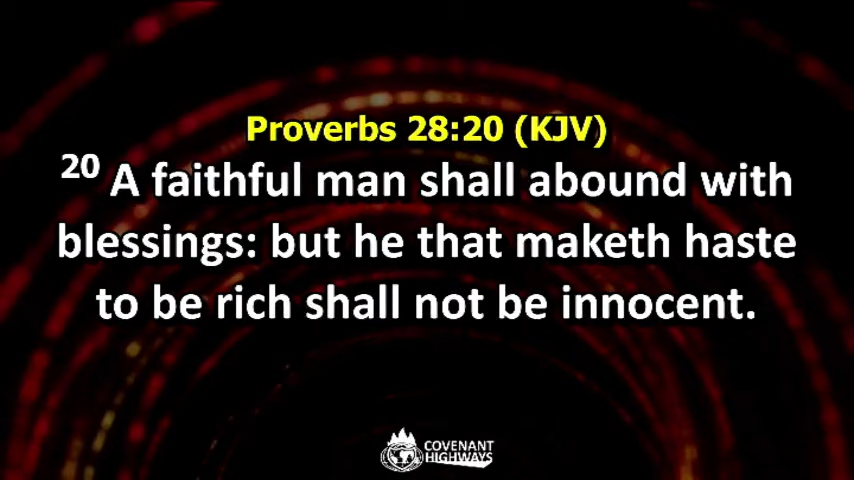 Proverbs 28:20 (KJV)
20 A faithful man shall abound with
blessings: but he that maketh haste
to be rich shall not be innocent.
COVENANT
HIGHWAYS